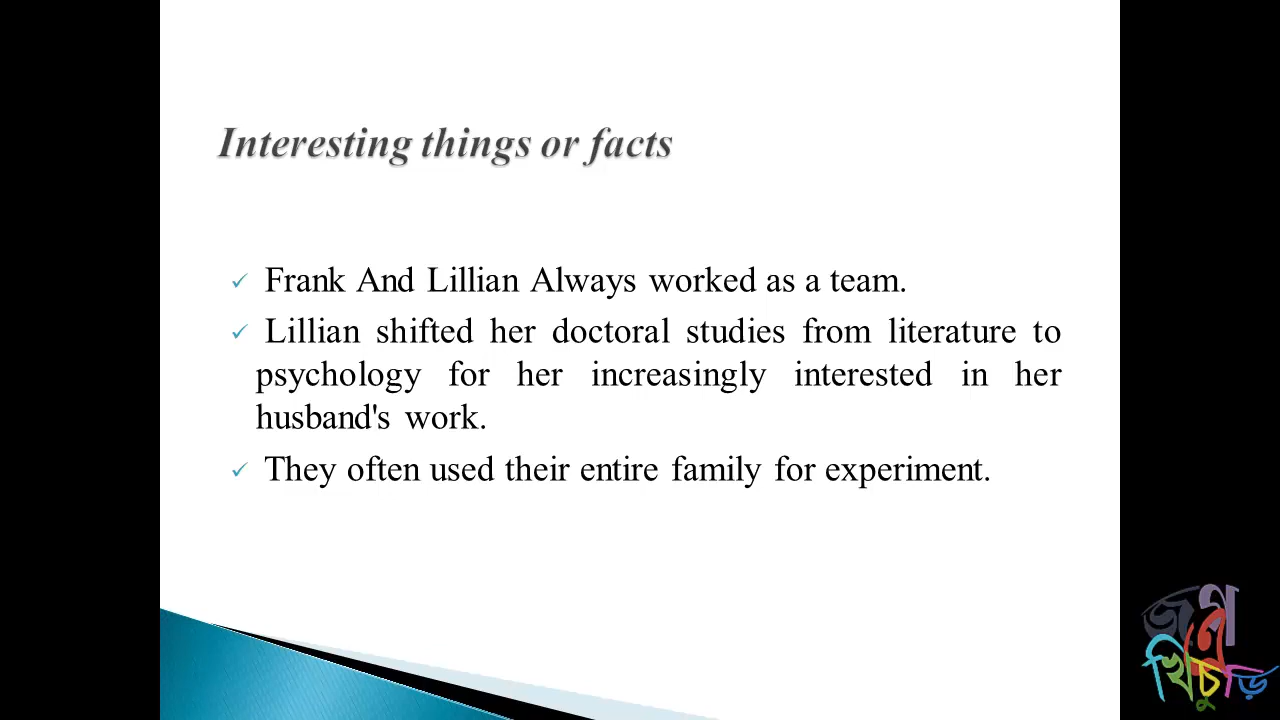 Interesting things or facts
Frank And Lillian Always worked as a team.
Lillian shifted her doctoral studies from literature to
psychology for her increasingly interested in her
husband's work.
They often used their entire family for experiment.
খিচুড়ি